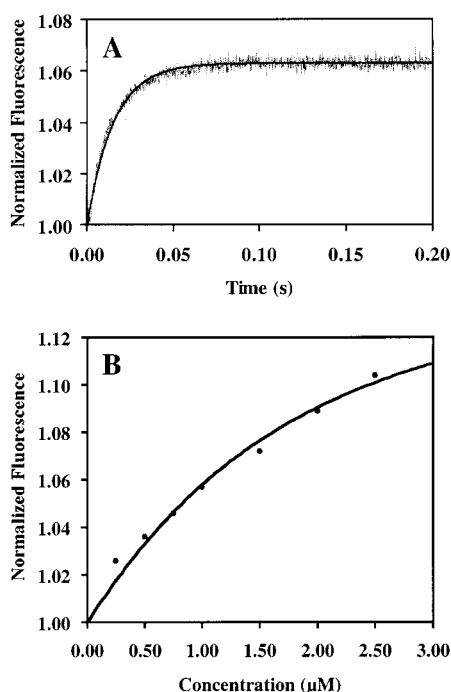 A
Normalized Fluorescence
1.08
1.06
1.04
1.02
1.00
0.00 0.05 0.10 0.15 0.20
Time (s)
B
Normalized Fluorescence
1.12
1.10
1.08
1.06
1.04
1.02
1.00
0.00 0.50 1.00 1.50 2.00 2.50 3.00
Concentration (µM)